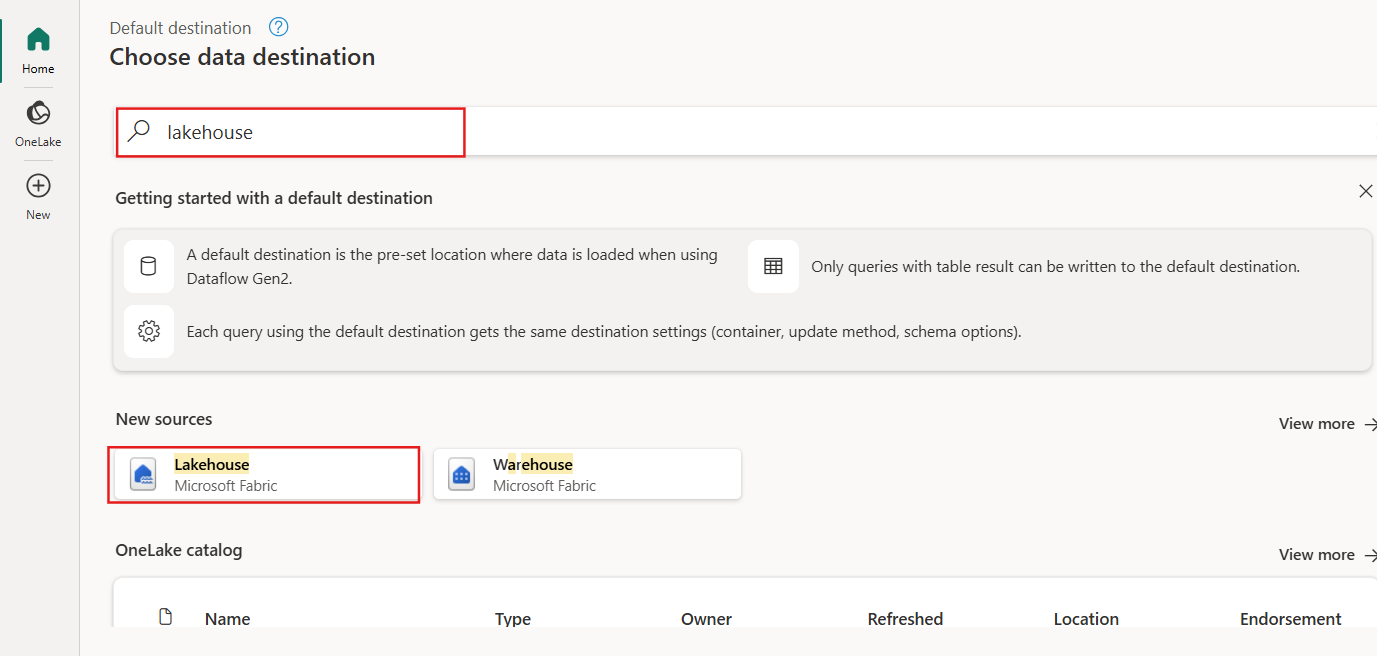 Default destination
Choose data destination
Home
lakehouse
OneLake
Getting started with a default destination
New
A default destination is the pre-set location where data is loaded when using
Dataflow Gen2.
Only queries with table result can be written to the default destination.
Each query using the default destination gets the same destination settings (container, update method, schema options).
New sources
View more
Lakehouse
Microsoft Fabric
Warehouse
Microsoft Fabric
OneLake catalog
View more
Name Type Owner Refreshed Location Endorsement